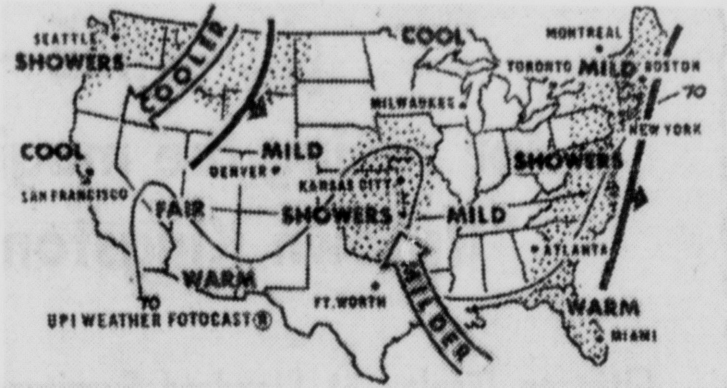 SEATTLE
SHOWERS
COOLER
COOL
MONTREAL
TORONTO
MILD
BOSTON
70
MILWAUKEE
NEW YORK
COOL
MILD
SHOWERS
DENVER
KANSAS CITY
SAN FRANCISCO
FAIR
SHOWERS
MILD
ATLANTA
WARM
MILDER
70
FT. WORTH
WARM
UPI WEATHER FOTOCAST®
MIAMI